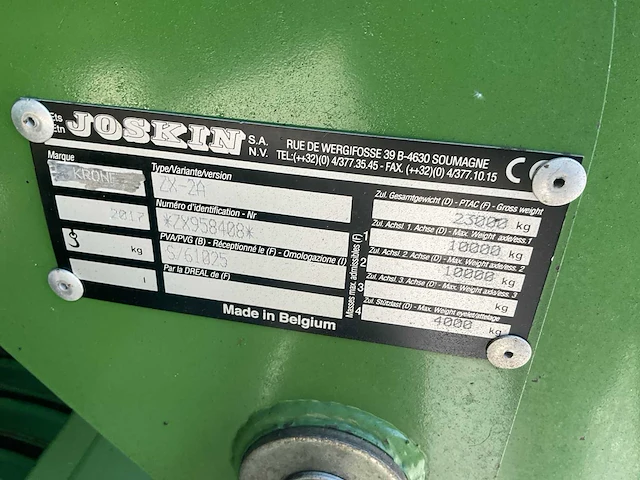 Ets
Etn
JOSKIN S.A.
N.V.
RUE DE WERGIFOSSE 39 B-4630 SOUMAGNE
TEL:(++32)(0) 4/377.35.45 - FAX. (++32)(0) 4/377.10.15
CE
Marque
KRONE
2017
kg
Type/Variante/version
ZX-2A
Numéro d'identification - Nr
*ZX958408*
PVA/PVG (B) - Réceptionné le (F) - Omologazione (I)
S/61025
Par la DREAL de (F)
Made in Belgium
Masses max. admissibles (F)
Zul. Gesamtgewicht (D) - PTAC (F) - Gross weight
23000 kg
1
Zul. Achsl. 1, Achse (D) - Max. Weight axle/ess. 1
10000 kg
2
Zul. Achsl. 2. Achse (D) - Max. Weight axle/ess. 2
10000 kg
3
Zul. Achsl. 3. Achse (D) - Max. Weight axle/ess. 3
kg
4
Zul. Stützlast (D) - Max. Weight eyelet/attelage
4000 kg